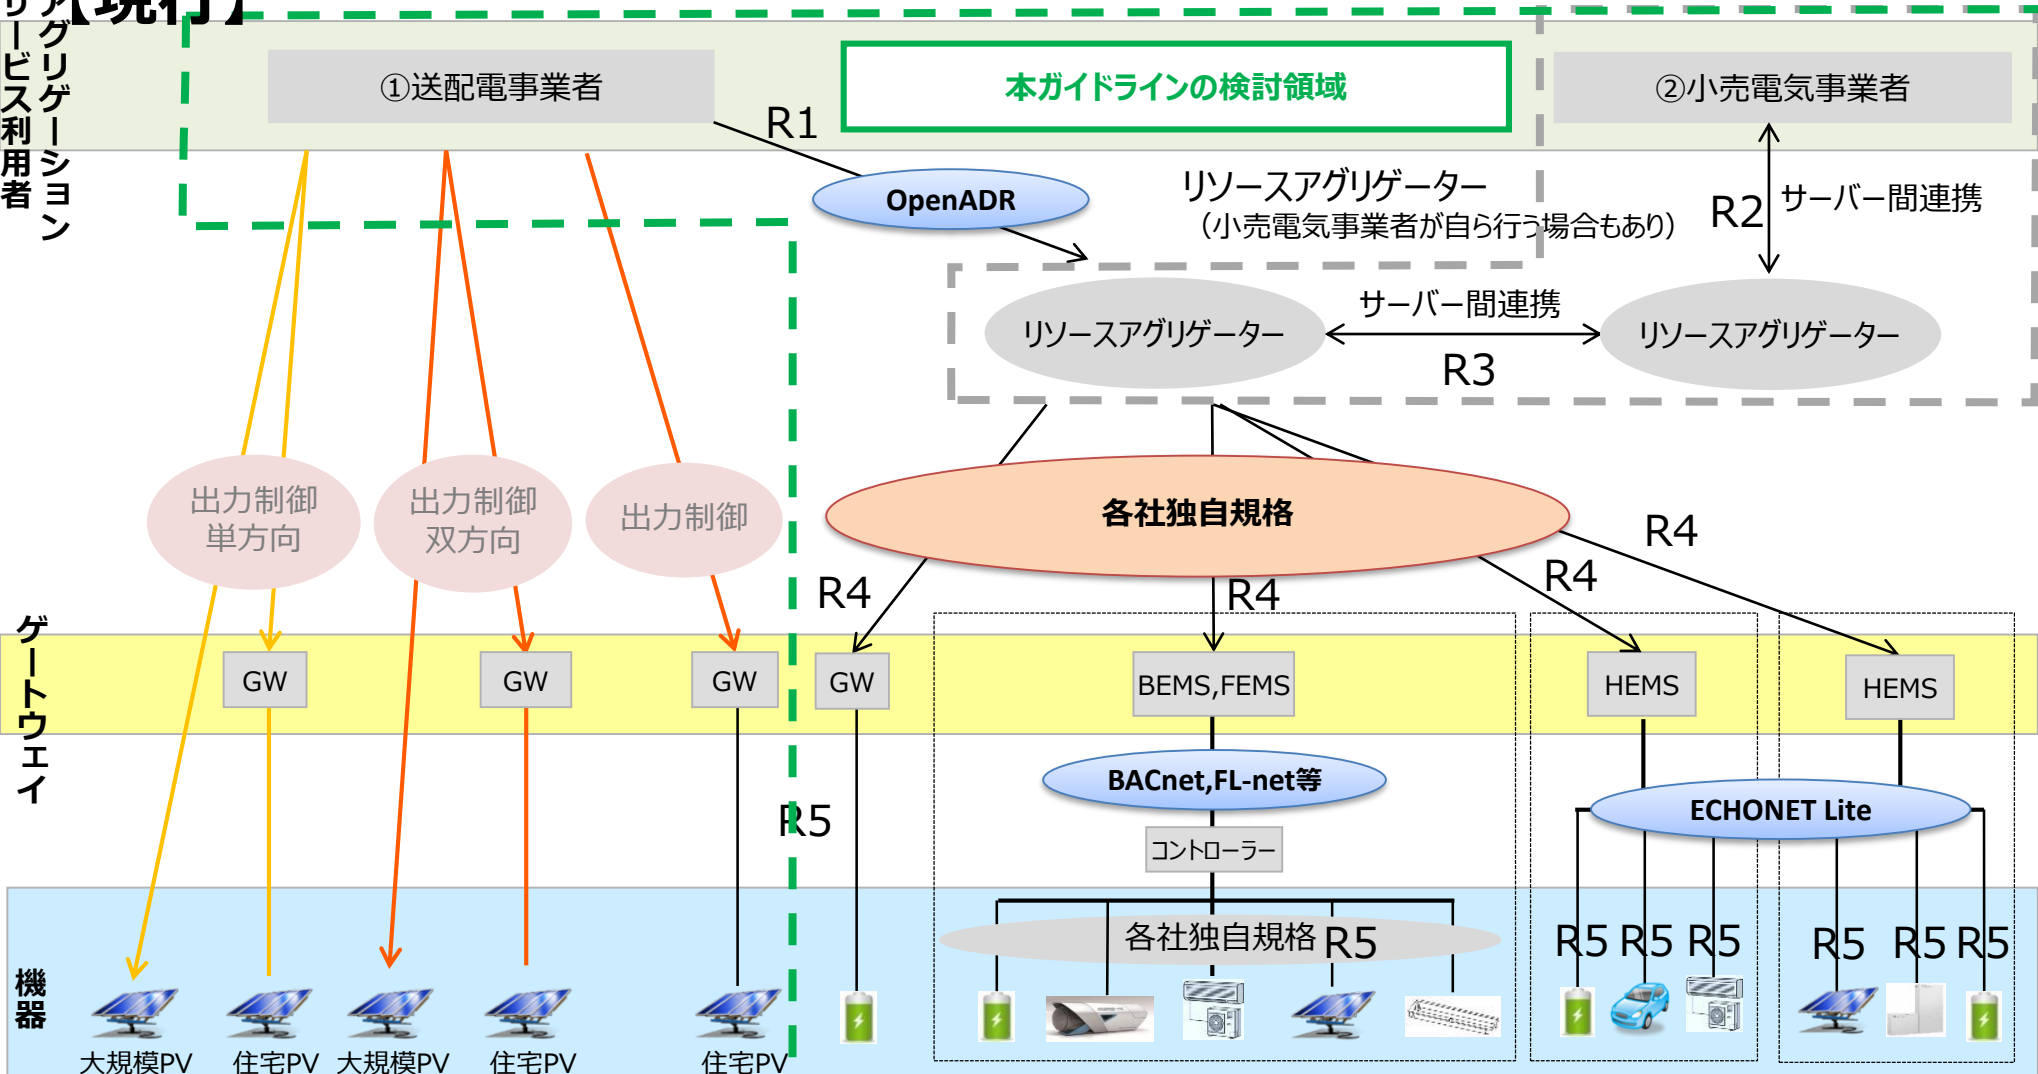 【現行】
アグリゲーション
サービス利用者
①送配電事業者
本ガイドラインの検討領域
②小売電気事業者
R1
OpenADR
リソースアグリゲーター
（小売電気事業者が自ら行う場合もあり）
R2
サーバー間連携
リソースアグリゲーター
サーバー間連携
R3
リソースアグリゲーター
出力制御
単方向
出力制御
双方向
出力制御
各社独自規格
R4
R4
R4
R4
ゲートウェイ
GW
GW
GW
GW
BEMS,FEMS
HEMS
HEMS
BACnet,FL-net等
ECHONET Lite
R5
コントローラー
機器
各社独自規格
R5
R5
R5
R5
R5
R5
R5
大規模PV
住宅PV
大規模PV
住宅PV
住宅PV